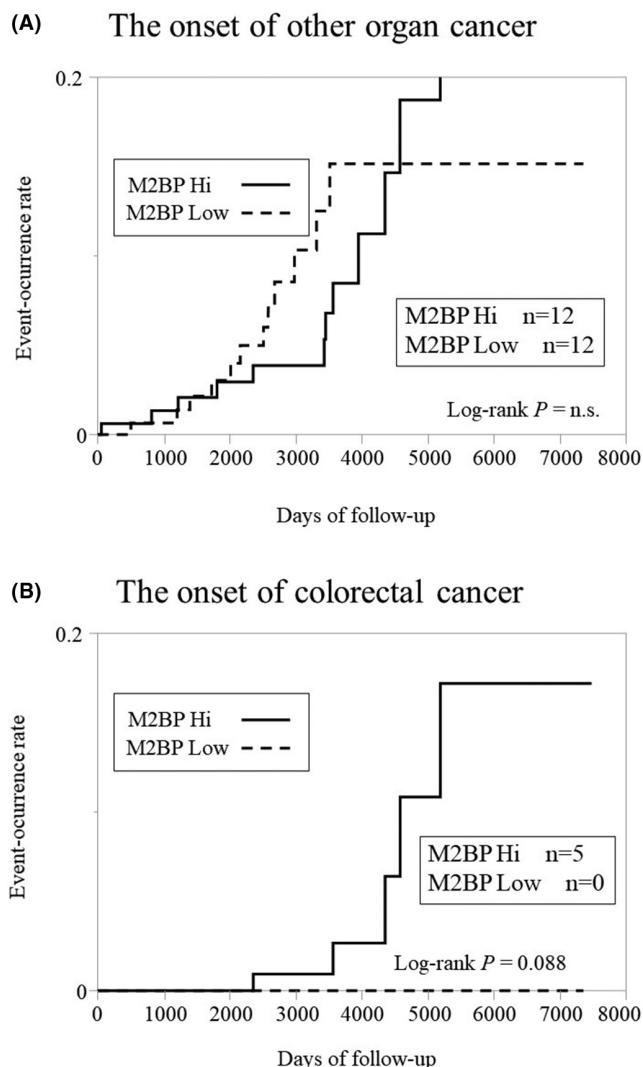 (A) The onset of other organ cancer
0.2
M2BP Hi
M2BP Low
Event-ocurrence rate
M2BP Hi n=12
M2BP Low n=12
Log-rank P = n.s.
0
0 1000 2000 3000 4000 5000 6000 7000 8000
Days of follow-up
(B) The onset of colorectal cancer
0.2
M2BP Hi
M2BP Low
Event-ocurrence rate
M2BP Hi n=5
M2BP Low n=0
Log-rank P = 0.088
0
0 1000 2000 3000 4000 5000 6000 7000 8000
Days of follow-up